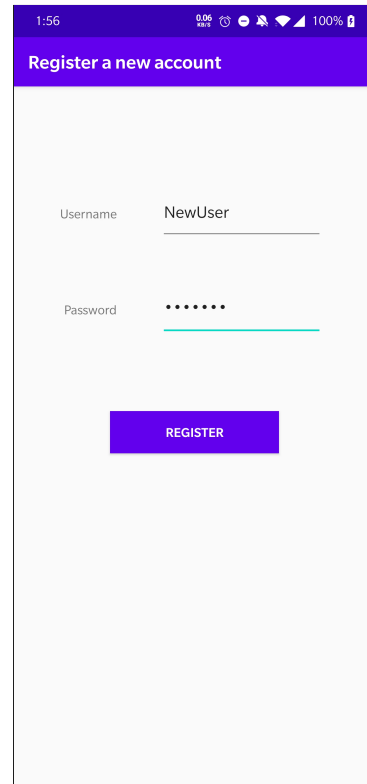 1:56
0.06
KB/S
100%
Register a new account
Username
NewUser
Password
•••••••
REGISTER